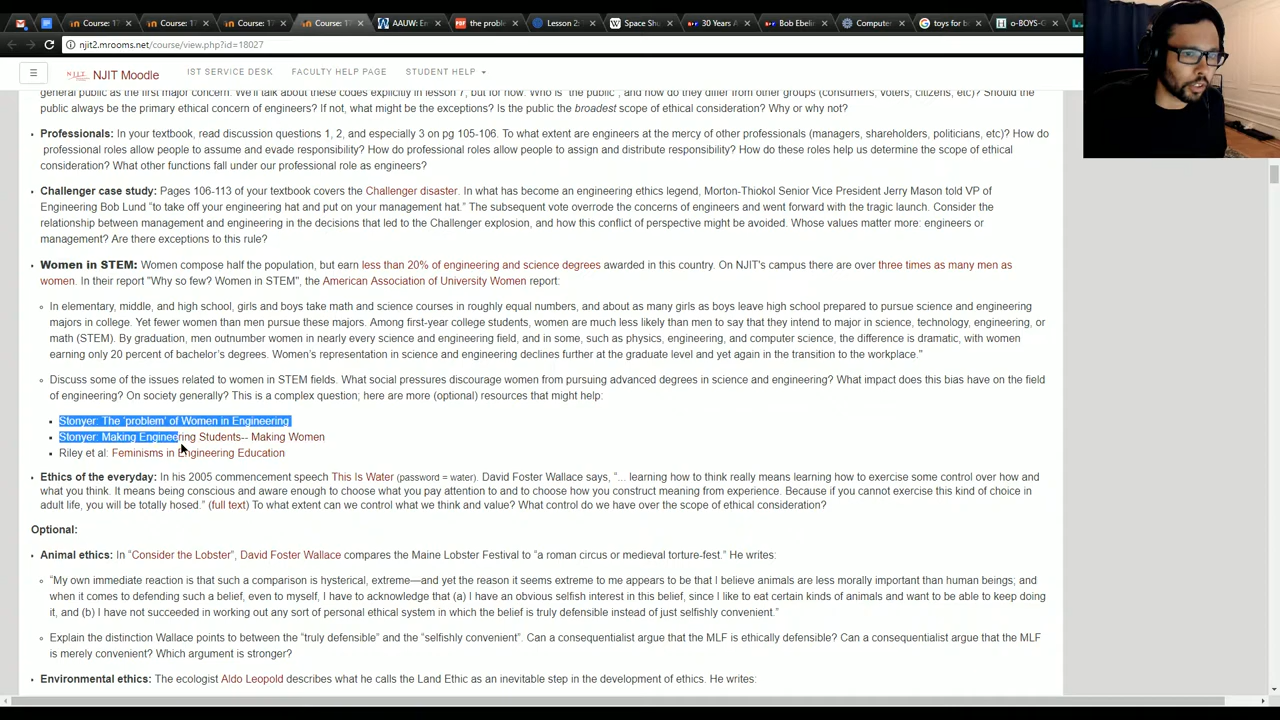 Course: 1
Course: 17
Course: 17
Course: 17
AAUW: En
the proble
Lesson 2:
Space Shu
30 Years A
Bob Ebelin
Computer
toys for b
o-BOYS-G
njit2.mrooms.net/course/view.php?id=18027
NJIT NJIT Moodle IST SERVICE DESK FACULTY HELP PAGE STUDENT HELP
general public as the first major concern. We'll talk about these codes explicitly in lesson 7, but for now: Who is "the public", and how do they differ from other groups (consumers, voters, citizens, etc)? Should the
public always be the primary ethical concern of engineers? If not, what might be the exceptions? Is the public the broadest scope of ethical consideration? Why or why not?
Professionals: In your textbook, read discussion questions 1, 2, and especially 3 on pg 105-106. To what extent are engineers at the mercy of other professionals (managers, shareholders, politicians, etc)? How do
professional roles allow people to assume and evade responsibility? How do professional roles allow people to assign and distribute responsibility? How do these roles help us determine the scope of ethical
consideration? What other functions fall under our professional role as engineers?
Challenger case study: Pages 106-113 of your textbook covers the Challenger disaster. In what has become an engineering ethics legend, Morton-Thiokol Senior Vice President Jerry Mason told VP of
Engineering Bob Lund "to take off your engineering hat and put on your management hat." The subsequent vote overrode the concerns of engineers and went forward with the tragic launch. Consider the
relationship between management and engineering in the decisions that led to the Challenger explosion, and how this conflict of perspective might be avoided. Whose values matter more: engineers or
management? Are there exceptions to this rule?
Women in STEM: Women compose half the population, but earn less than 20% of engineering and science degrees awarded in this country. On NJIT's campus there are over three times as many men as
women. In their report "Why so few? Women in STEM", the American Association of University Women report:
In elementary, middle, and high school, girls and boys take math and science courses in roughly equal numbers, and about as many girls as boys leave high school prepared to pursue science and engineering
majors in college. Yet fewer women than men pursue these majors. Among first-year college students, women are much less likely than men to say that they intend to major in science, technology, engineering, or
math (STEM). By graduation, men outnumber women in nearly every science and engineering field, and in some, such as physics, engineering, and computer science, the difference is dramatic, with women
earning only 20 percent of bachelor's degrees. Women's representation in science and engineering declines further at the graduate level and yet again in the transition to the workplace."
Discuss some of the issues related to women in STEM fields. What social pressures discourage women from pursuing advanced degrees in science and engineering? What impact does this bias have on the field
of engineering? On society generally? This is a complex question; here are more (optional) resources that might help:
Stonyer: The 'problem' of Women in Engineering
Stonyer: Making Engineering Students-- Making Women
Riley et al: Feminisms in Engineering Education
Ethics of the everyday: In his 2005 commencement speech This Is Water (password = water). David Foster Wallace says, "... learning how to think really means learning how to exercise some control over how and
what you think. It means being conscious and aware enough to choose what you pay attention to and to choose how you construct meaning from experience. Because if you cannot exercise this kind of choice in
adult life, you will be totally hosed." (full text) To what extent can we control what we think and value? What control do we have over the scope of ethical consideration?
Optional:
Animal ethics: In "Consider the Lobster", David Foster Wallace compares the Maine Lobster Festival to "a roman circus or medieval torture-fest." He writes:
"My own immediate reaction is that such a comparison is hysterical, extreme—and yet the reason it seems extreme to me appears to be that I believe animals are less morally important than human beings; and
when it comes to defending such a belief, even to myself, I have to acknowledge that (a) I have an obvious selfish interest in this belief, since I like to eat certain kinds of animals and want to be able to keep doing
it, and (b) I have not succeeded in working out any sort of personal ethical system in which the belief is truly defensible instead of just selfishly convenient."
Explain the distinction Wallace points to between the "truly defensible" and the "selfishly convenient". Can a consequentialist argue that the MLF is ethically defensible? Can a consequentialist argue that the MLF
is merely convenient? Which argument is stronger?
Environmental ethics: The ecologist Aldo Leopold describes what he calls the Land Ethic as an inevitable step in the development of ethics. He writes: